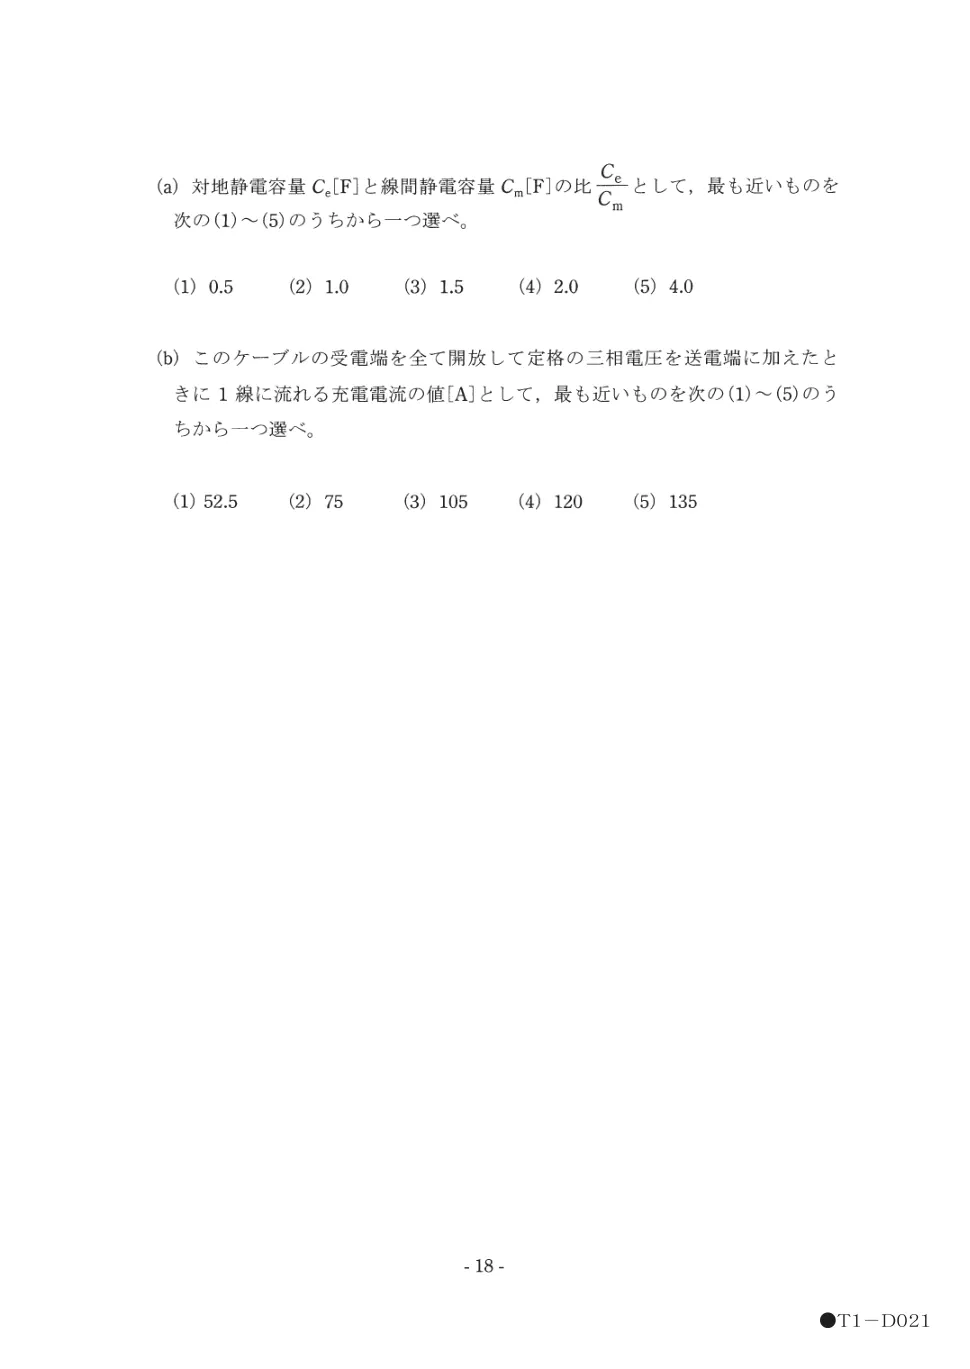 (a) 対地静電容量 Ce[F]と線間静電容量 Cm[F]の比 Ce/Cm として，最も近いものを
次の(1)～(5)のうちから一つ選べ。
(1) 0.5 (2) 1.0 (3) 1.5 (4) 2.0 (5) 4.0
(b) このケーブルの受電端を全て開放して定格の三相電圧を送電端に加えたと
きに 1 線に流れる充電電流の値[A]として，最も近いものを次の(1)～(5)のう
ちから一つ選べ。
(1) 52.5 (2) 75 (3) 105 (4) 120 (5) 135
- 18 -
●T1－D021